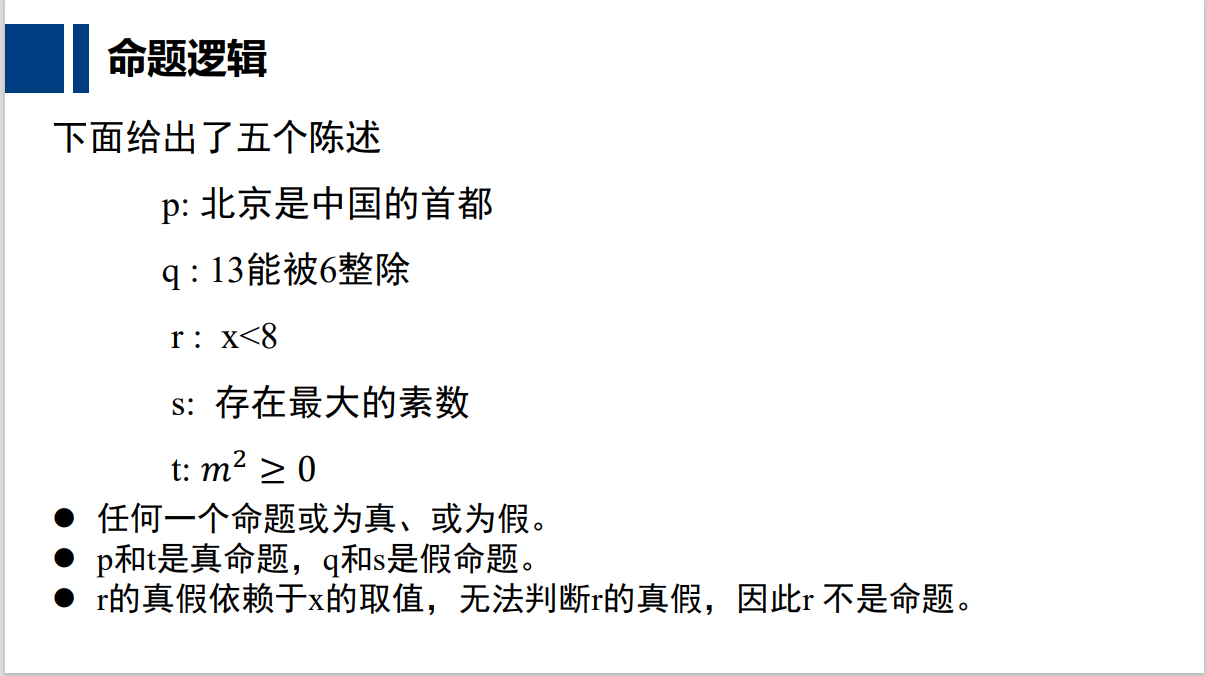 命题逻辑
下面给出了五个陈述
p: 北京是中国的首都
q : 13能被6整除
r : x<8
s: 存在最大的素数
t: m² ≥ 0
● 任何一个命题或为真、或为假。
● p和t是真命题，q和s是假命题。
● r的真假依赖于x的取值，无法判断r的真假，因此r 不是命题。